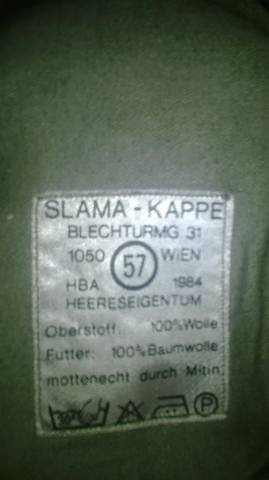 SLAMA - KAPPE
BLECHTURMG 31
1050 57 WIEN
HBA 1984
HEERESEIGENTUM
Oberstoff: 100%Wolle
Futter: 100%Baumwolle
mottenecht durch Mitin
30° P